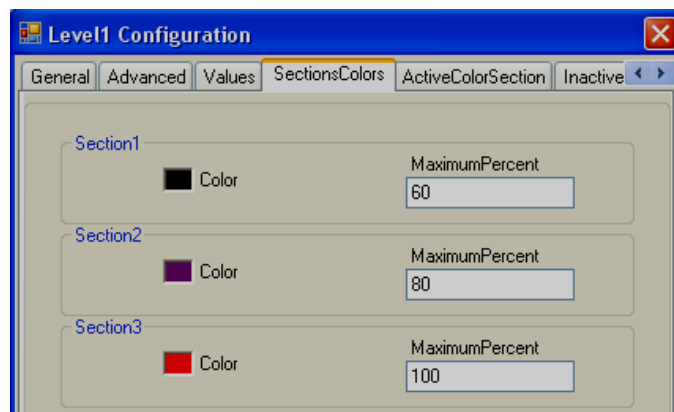 Level1 Configuration
General Advanced Values SectionsColors ActiveColorSection Inactive
Section1
Color
MaximumPercent
60
Section2
Color
MaximumPercent
80
Section3
Color
MaximumPercent
100